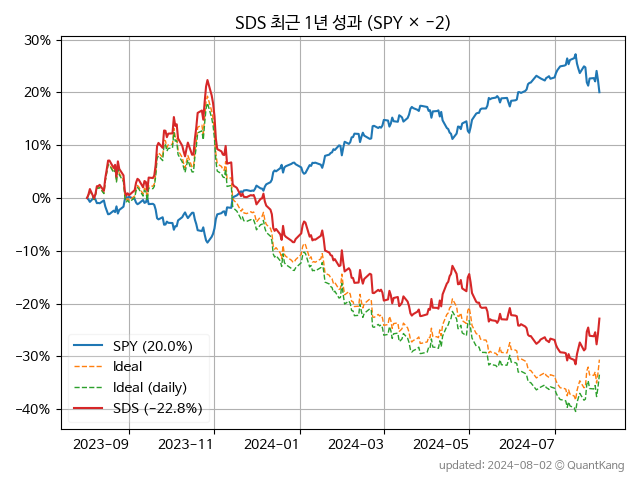 SDS 최근 1년 성과 (SPY × −2)
30%
20%
10%
0%
−10%
−20%
−30%
−40%
SPY (20.0%)
Ideal
Ideal (daily)
SDS (−22.8%)
2023-09
2023-11
2024-01
2024-03
2024-05
2024-07
updated: 2024-08-02 © QuantKang